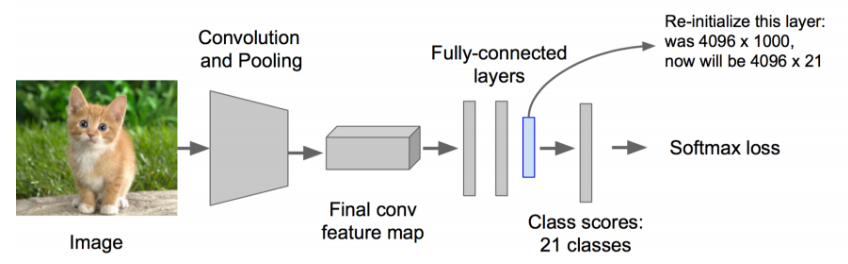 Re-initialize this layer:
was 4096 x 1000,
now will be 4096 x 21
Convolution
and Pooling
Fully-connected
layers
Softmax loss
Final conv
feature map
Class scores:
21 classes
Image